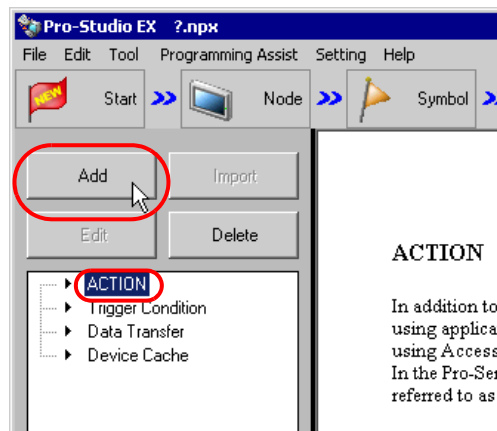 Pro-Studio EX ?.npx
File Edit Tool Programming Assist Setting Help
NEW Start Node Symbol
Add Import
Edit Delete
ACTION
Trigger Condition
Data Transfer
Device Cache
ACTION
In addition to
using applica
using Access
In the Pro-Ser
referred to as